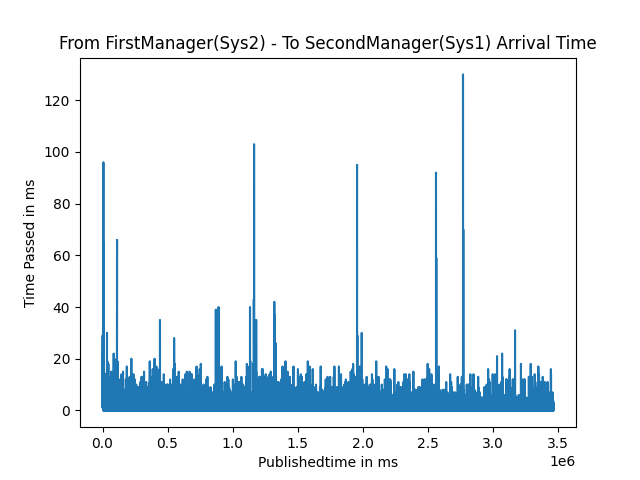 From FirstManager(Sys2) - To SecondManager(Sys1) Arrival Time
120
100
80
60
40
20
0
Time Passed in ms
0.0 0.5 1.0 1.5 2.0 2.5 3.0 3.5
1e6
Publishedtime in ms